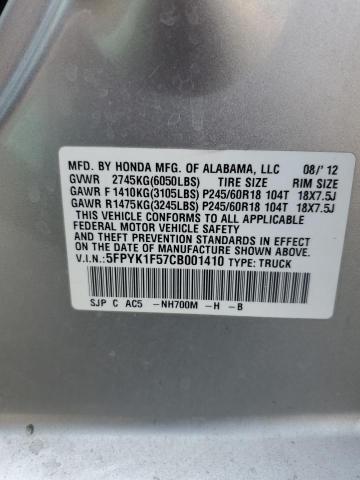 MFD. BY HONDA MFG. OF ALABAMA, LLC 08/'12
GVWR 2745KG(6050LBS) TIRE SIZE RIM SIZE
GAWR F 1410KG(3105LBS) P245/60R18 104T 18X7.5J
GAWR R1475KG(3245LBS) P245/60R18 104T 18X7.5J
THIS VEHICLE CONFORMS TO ALL APPLICABLE
FEDERAL MOTOR VEHICLE SAFETY STANDARDS IN EFFECT ON
THE DATE OF MANUFACTURE SHOWN ABOVE.
V.I.N.: 5FPYK1F57CB001410 TYPE: TRUCK
SJP C AC5 -NH700M -H -B